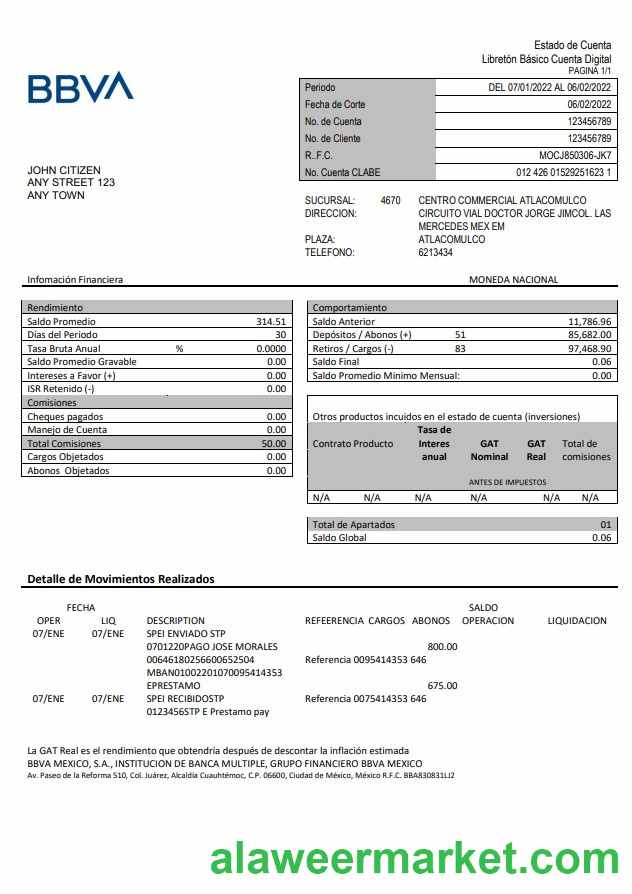 Estado de Cuenta
Libretón Básico Cuenta Digital
PAGINA 1/1
BBVA
Periodo DEL 07/01/2022 AL 06/02/2022
Fecha de Corte 06/02/2022
No. de Cuenta 123456789
No. de Cliente 123456789
R..F.C. MOCJ850306-JK7
No. Cuenta CLABE 012 426 01529251623 1
JOHN CITIZEN
ANY STREET 123
ANY TOWN
SUCURSAL: 4670 CENTRO COMMERCIAL ATLACOMULCO
DIRECCION: CIRCUITO VIAL DOCTOR JORGE JIMCOL. LAS
MERCEDES MEX EM
PLAZA: ATLACOMULCO
TELEFONO: 6213434
Infomación Financiera MONEDA NACIONAL
Rendimiento
Saldo Promedio 314.51
Dias del Periodo 30
Tasa Bruta Anual % 0.0000
Saldo Promedio Gravable 0.00
Intereses a Favor (+) 0.00
ISR Retenido (-) 0.00
Comisiones
Cheques pagados 0.00
Manejo de Cuenta 0.00
Total Comisiones 50.00
Cargos Objetados 0.00
Abonos Objetados 0.00
Comportamiento
Saldo Anterior 11,786.96
Depósitos / Abonos (+) 51 85,682.00
Retiros / Cargos (-) 83 97,468.90
Saldo Final 0.06
Saldo Promedio Minimo Mensual: 0.00
Otros productos incuidos en el estado de cuenta (inversiones)
Tasa de
Contrato Producto Interes GAT GAT Total de
anual Nominal Real comisiones
ANTES DE IMPUESTOS
N/A N/A N/A N/A N/A N/A
Total de Apartados 01
Saldo Global 0.06
Detalle de Movimientos Realizados
FECHA SALDO
OPER LIQ DESCRIPTION REFEERENCIA CARGOS ABONOS OPERACION LIQUIDACION
07/ENE 07/ENE SPEI ENVIADO STP
0701220PAGO JOSE MORALES 800.00
00646180256600652504 Referencia 0095414353 646
MBAN01002201070095414353
EPRESTAMO 675.00
07/ENE 07/ENE SPEI RECIBIDOSTP Referencia 0075414353 646
0123456STP E Prestamo pay
La GAT Real es el rendimiento que obtendría después de descontar la inflación estimada
BBVA MEXICO, S.A., INSTITUCION DE BANCA MULTIPLE, GRUPO FINANCIERO BBVA MEXICO
Av. Paseo de la Reforma 510, Col. Juárez, Alcaldía Cuauhtémoc, C.P. 06600, Ciudad de México, México R.F.C. BBA830831LJ2
alaweermarket.com